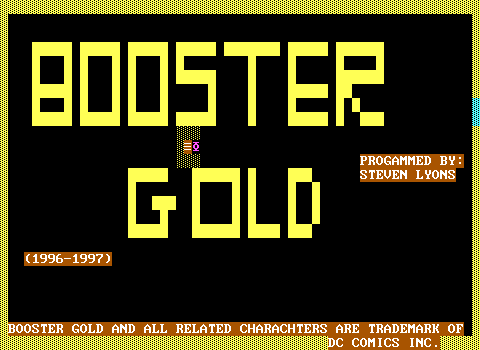 BOOSTER
GOLD
PROGAMMED BY:
STEVEN LYONS
(1996-1997)
BOOSTER GOLD AND ALL RELATED CHARACHTERS ARE TRADEMARK OF
DC COMICS INC.